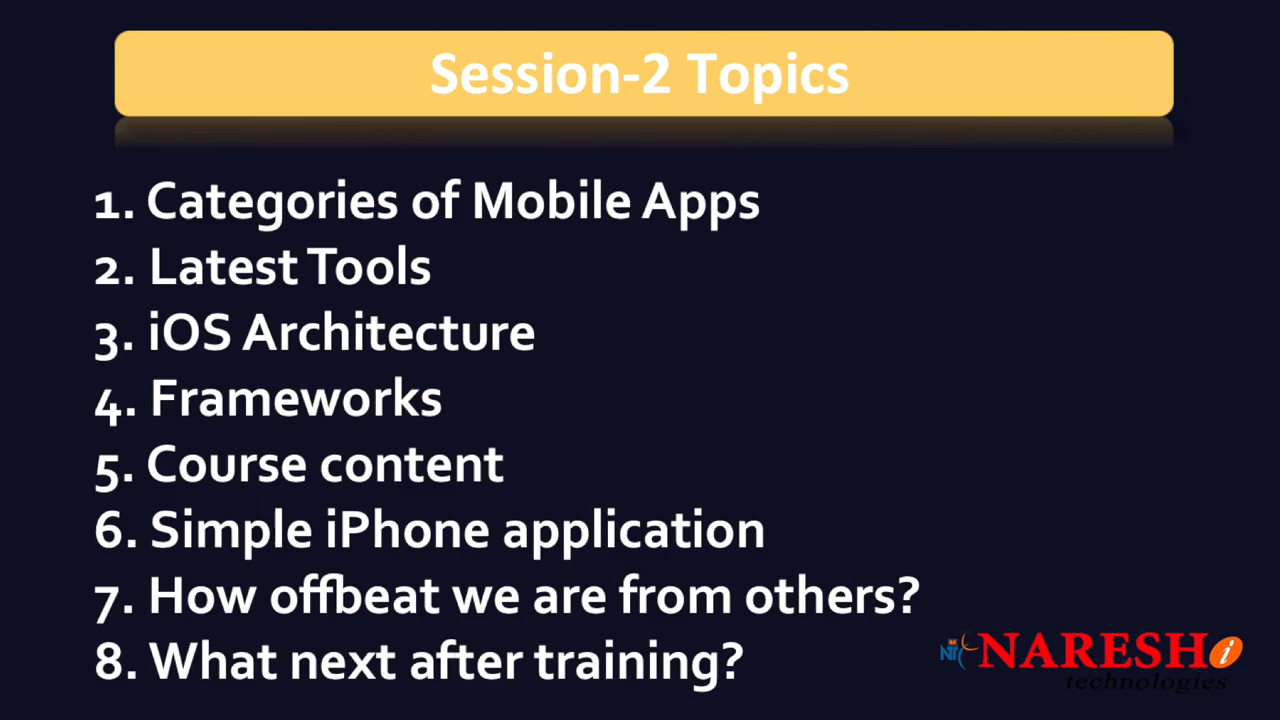 Session-2 Topics
1. Categories of Mobile Apps
2. Latest Tools
3. iOS Architecture
4. Frameworks
5. Course content
6. Simple iPhone application
7. How offbeat we are from others?
8. What next after training?
NARESH i
technologies